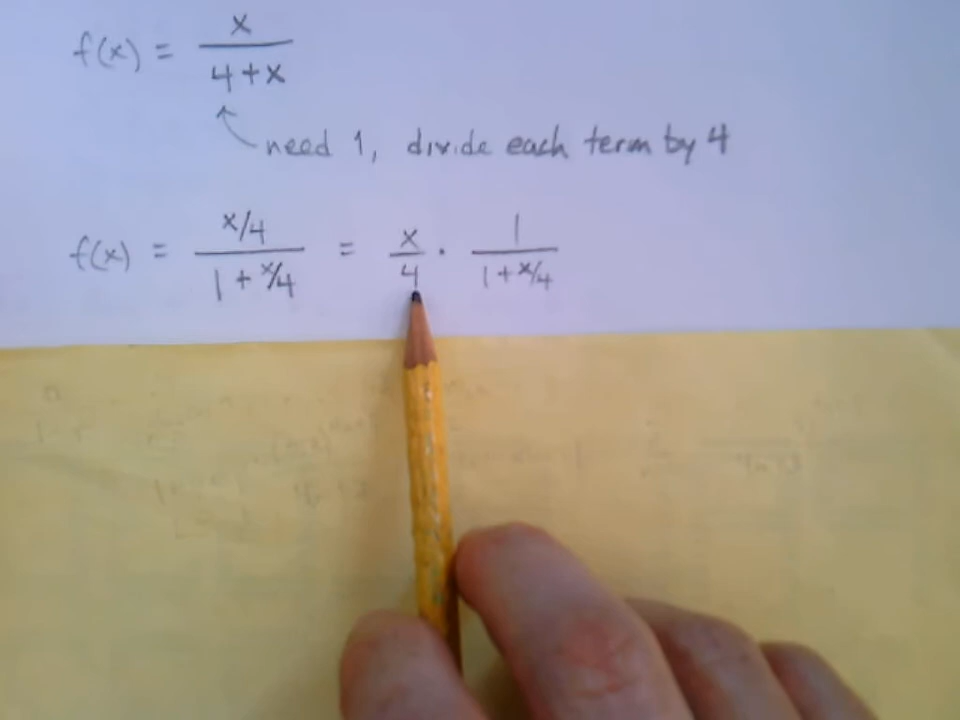 f(x) = x / (4+x)
need 1, divide each term by 4
f(x) = (x/4) / (1 + x/4) = x/4 · 1 / (1 + x/4)